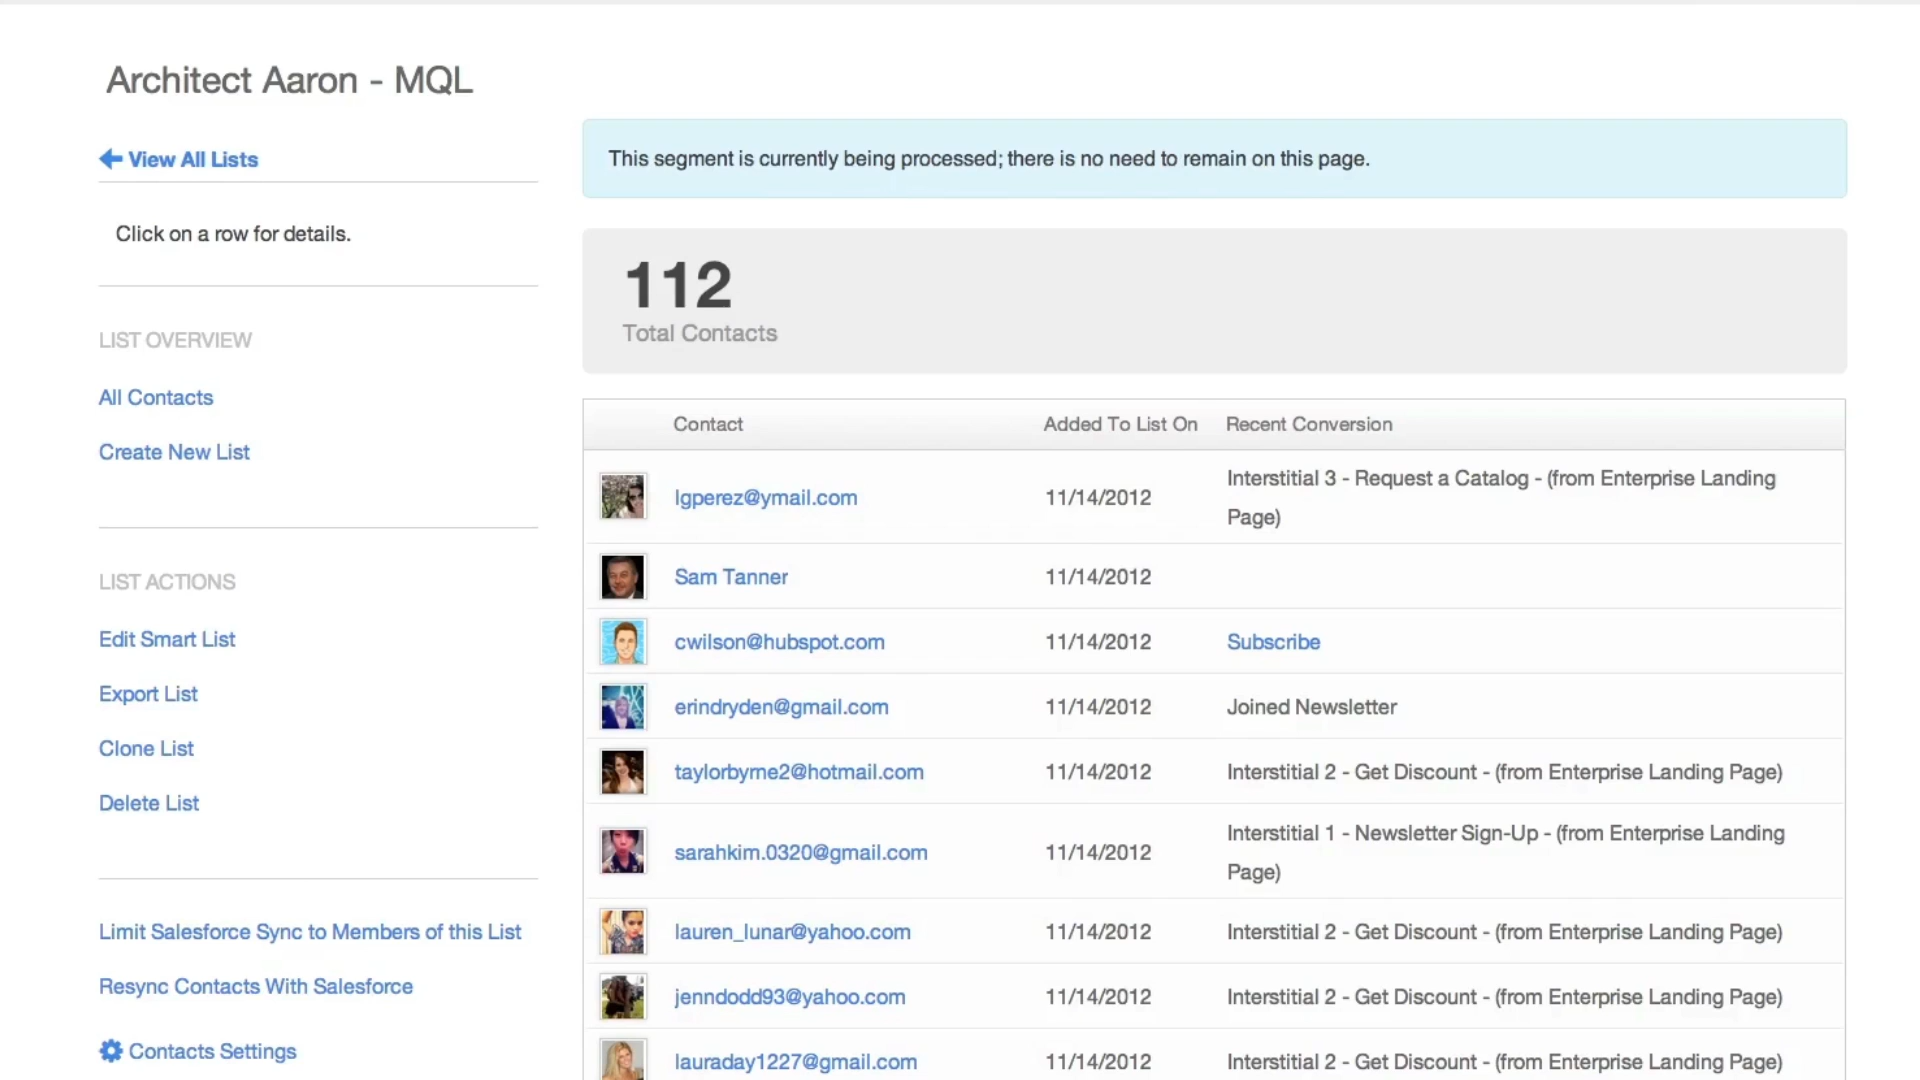 Architect Aaron - MQL
View All Lists
Click on a row for details.
LIST OVERVIEW
All Contacts
Create New List
LIST ACTIONS
Edit Smart List
Export List
Clone List
Delete List
Limit Salesforce Sync to Members of this List
Resync Contacts With Salesforce
Contacts Settings
This segment is currently being processed; there is no need to remain on this page.
112
Total Contacts
Contact Added To List On Recent Conversion
lgperez@ymail.com 11/14/2012 Interstitial 3 - Request a Catalog - (from Enterprise Landing
Page)
Sam Tanner 11/14/2012
cwilson@hubspot.com 11/14/2012 Subscribe
erindryden@gmail.com 11/14/2012 Joined Newsletter
taylorbyrne2@hotmail.com 11/14/2012 Interstitial 2 - Get Discount - (from Enterprise Landing Page)
sarahkim.0320@gmail.com 11/14/2012 Interstitial 1 - Newsletter Sign-Up - (from Enterprise Landing
Page)
lauren_lunar@yahoo.com 11/14/2012 Interstitial 2 - Get Discount - (from Enterprise Landing Page)
jenndodd93@yahoo.com 11/14/2012 Interstitial 2 - Get Discount - (from Enterprise Landing Page)
lauraday1227@gmail.com 11/14/2012 Interstitial 2 - Get Discount - (from Enterprise Landing Page)